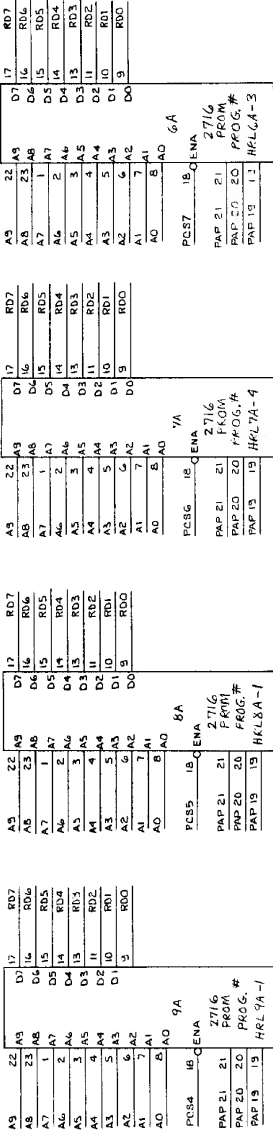 A9 22 A9 D7 17 RD7
A8 23 A8 D6 16 RD6
A7 1 A7 D5 15 RD5
A6 2 A6 D4 14 RD4
A5 3 A5 D3 13 RD3
A4 4 A4 D2 11 RD2
A3 5 A3 D1 10 RD1
A2 6 A2 9 RD0
A1 7 A1
A0 8 A0
9A
PCS4 18 ENA
2716
PAP 21 21 PROM
PAP 20 20 PROG. #
PAP 19 19 HRL9A-1
A9 22 A9 D7 17 RD7
A8 23 A8 D6 16 RD6
A7 1 A7 D5 15 RD5
A6 2 A6 D4 14 RD4
A5 3 A5 D3 13 RD3
A4 4 A4 D2 11 RD2
A3 5 A3 D1 10 RD1
A2 6 A2 D0 9 RD0
A1 7 A1
A0 8 A0
8A
PCS5 18 ENA
2716
PAP 21 21 PROM
PAP 20 20 PROG. #
PAP 19 19 HRL8A-1
A9 22 A9 D7 17 RD7
A8 23 A8 D6 16 RD6
A7 1 A7 D5 15 RD5
A6 2 A6 D4 14 RD4
A5 3 A5 D3 13 RD3
A4 4 A4 D2 11 RD2
A3 5 A3 D1 10 RD1
A2 6 A2 D0 9 RD0
A1 7 A1
A0 8 A0
7A
PCS6 18 ENA
2716
PAP 21 21 PROM
PAP 20 20 PROG. #
PAP 19 19 HRL7A-4
A9 22 A9 D7 17 RD7
A8 23 A8 D6 16 RD6
A7 1 A7 D5 15 RD5
A6 2 A6 D4 14 RD4
A5 3 A5 D3 13 RD3
A4 4 A4 D2 11 RD2
A3 5 A3 D1 10 RD1
A2 6 A2 D0 9 RD0
A1 7 A1
A0 8 A0
6A
PCS7 18 ENA
2716
PAP 21 21 PROM
PAP 20 20 PROG. #
PAP 19 19 HRL6A-3